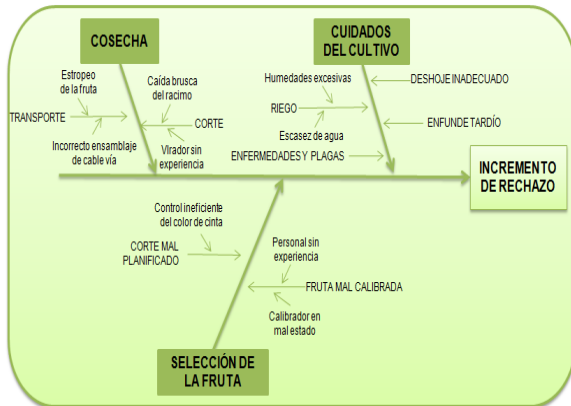 COSECHA
CUIDADOS
DEL CULTIVO
Estropeo
de la fruta
Caída brusca
del racimo
TRANSPORTE
CORTE
Incorrecto ensamblaje
de cable vía
VIrador sin
experiencia
Humedades excesivas
DESHOJE INADECUADO
RIEGO
Escasez de agua
ENFUNDE TARDÍO
ENFERMEDADES Y PLAGAS
INCREMENTO
DE RECHAZO
Control ineficiente
del color de cinta
CORTE MAL
PLANIFICADO
Personal sin
experiencia
FRUTA MAL CALIBRADA
Calibrador en
mal estado
SELECCIÓN DE
LA FRUTA